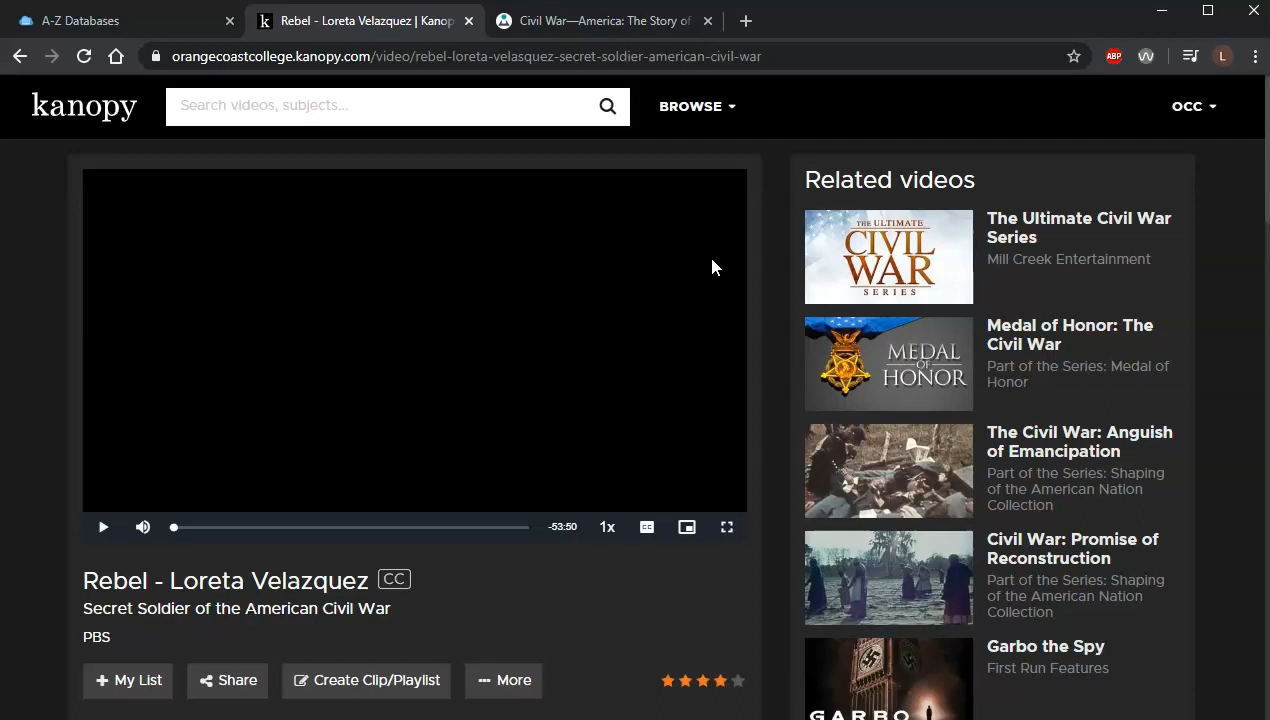 A-Z Databases
Rebel - Loreta Velazquez | Kanop
Civil War—America: The Story of
orangecoastcollege.kanopy.com/video/rebel-loreta-velasquez-secret-soldier-american-civil-war
ABP
L
kanopy
Search videos, subjects...
BROWSE
OCC
-53:50
1x
CC
Rebel - Loreta Velazquez CC
Secret Soldier of the American Civil War
PBS
+ My List
Share
Create Clip/Playlist
More
Related videos
THE ULTIMATE
CIVIL
WAR
SERIES
The Ultimate Civil War
Series
Mill Creek Entertainment
MEDAL
OF
HONOR
Medal of Honor: The
Civil War
Part of the Series: Medal of
Honor
The Civil War: Anguish
of Emancipation
Part of the Series: Shaping
of the American Nation
Collection
Civil War: Promise of
Reconstruction
Part of the Series: Shaping
of the American Nation
Collection
GARBO
Garbo the Spy
First Run Features